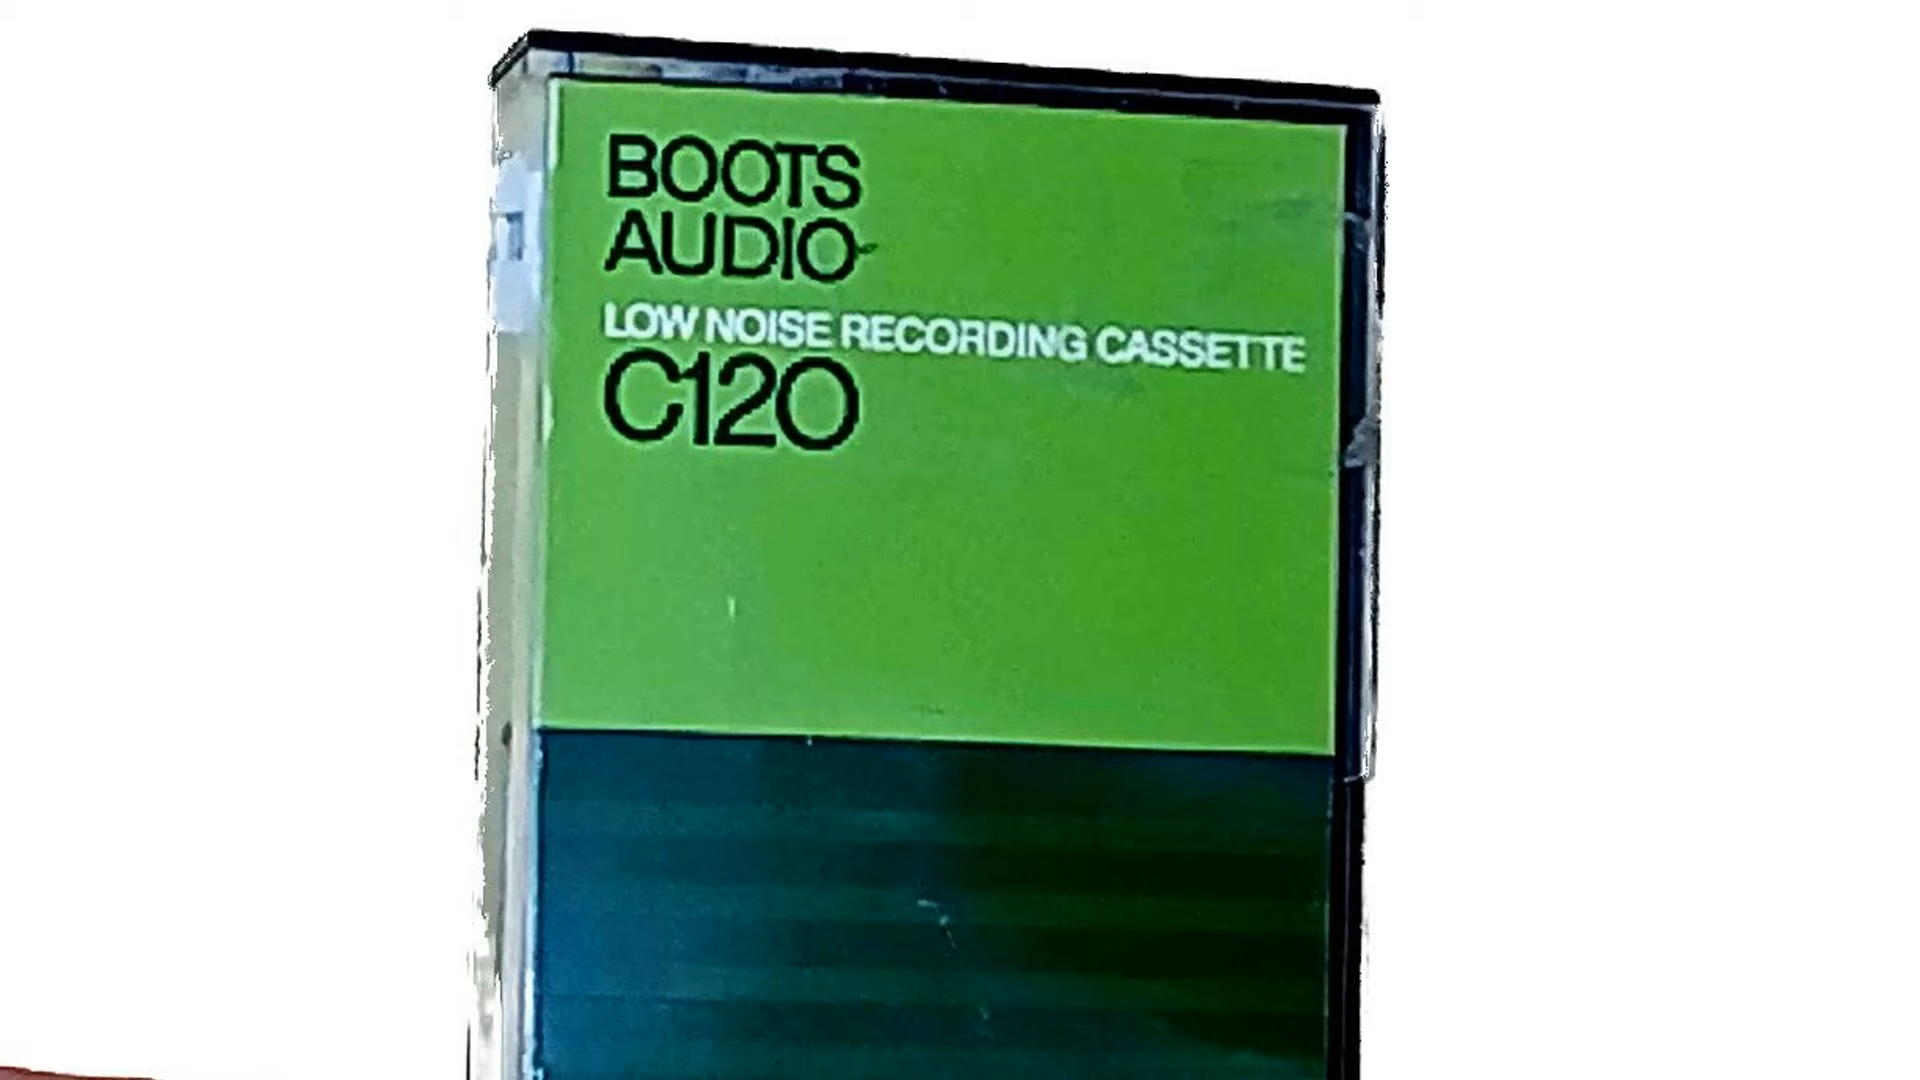 BOOTS
AUDIO
LOW NOISE RECORDING CASSETTE
C120